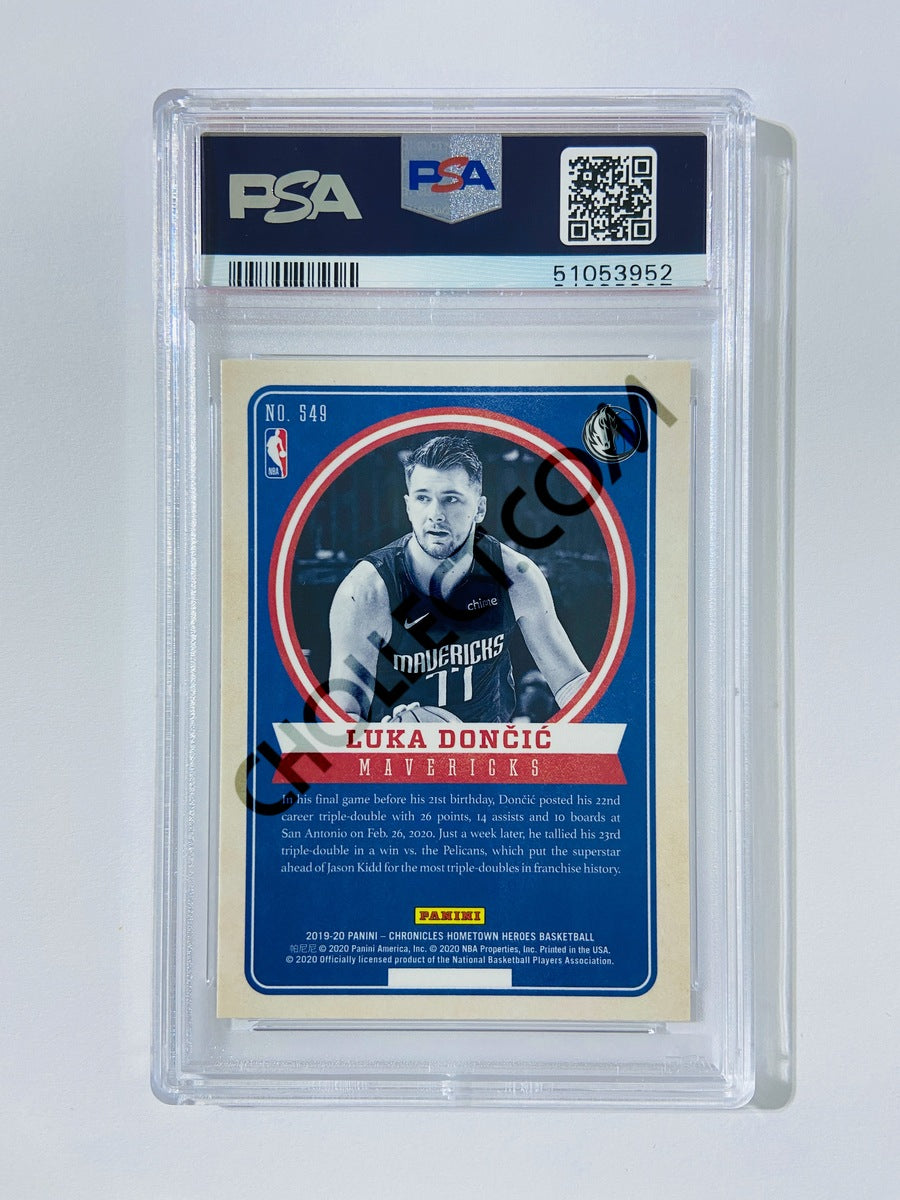 PSA
PSA
51053952
NO. 549
NBA
chime
MAVERICKS
77
LUKA DONČIĆ
MAVERICKS
In his final game before his 21st birthday, Dončić posted his 22nd
career triple-double with 26 points, 14 assists and 10 boards at
San Antonio on Feb. 26, 2020. Just a week later, he tallied his 23rd
triple-double in a win vs. the Pelicans, which put the superstar
ahead of Jason Kidd for the most triple-doubles in franchise history.
PANINI
2019-20 PANINI – CHRONICLES HOMETOWN HEROES BASKETBALL
帕尼尼 © 2020 Panini America, Inc. © 2020 NBA Properties, Inc. Printed in the USA.
© 2020 Officially licensed product of the National Basketball Players Association.
CHOLLECT.COM